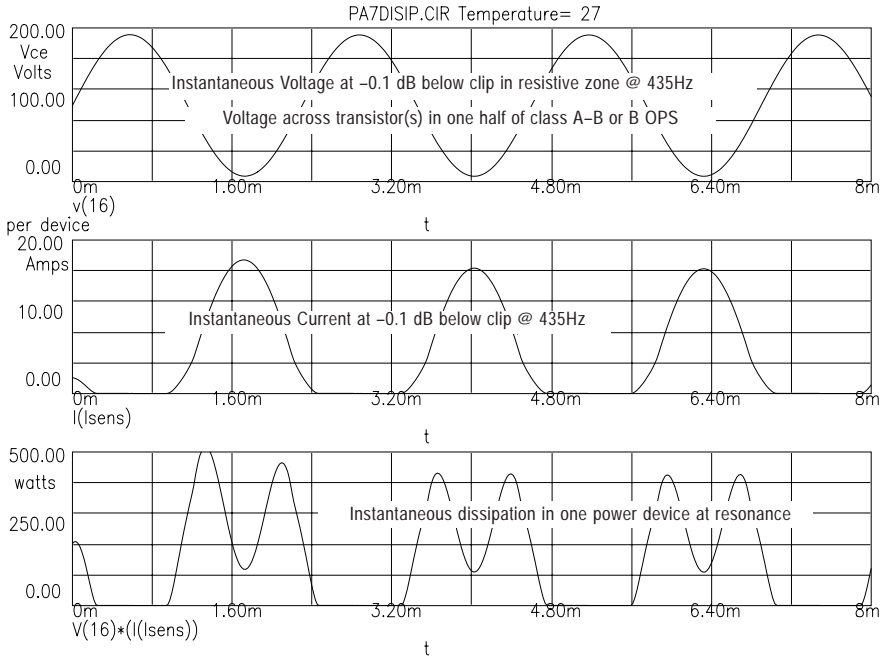 PA7DISIP.CIR Temperature= 27
200.00
Vce
Volts
Instantaneous Voltage at –0.1 dB below clip in resistive zone @ 435Hz
100.00
Voltage across transistor(s) in one half of class A–B or B OPS
0.00
0m 1.60m 3.20m 4.80m 6.40m 8m
v(16)
per device
t
20.00
Amps
10.00
Instantaneous Current at –0.1 dB below clip @ 435Hz
0.00
0m 1.60m 3.20m 4.80m 6.40m 8m
I(Isens)
t
500.00
watts
250.00
Instantaneous dissipation in one power device at resonance
0.00
0m 1.60m 3.20m 4.80m 6.40m 8m
V(16)*(I(Isens))
t